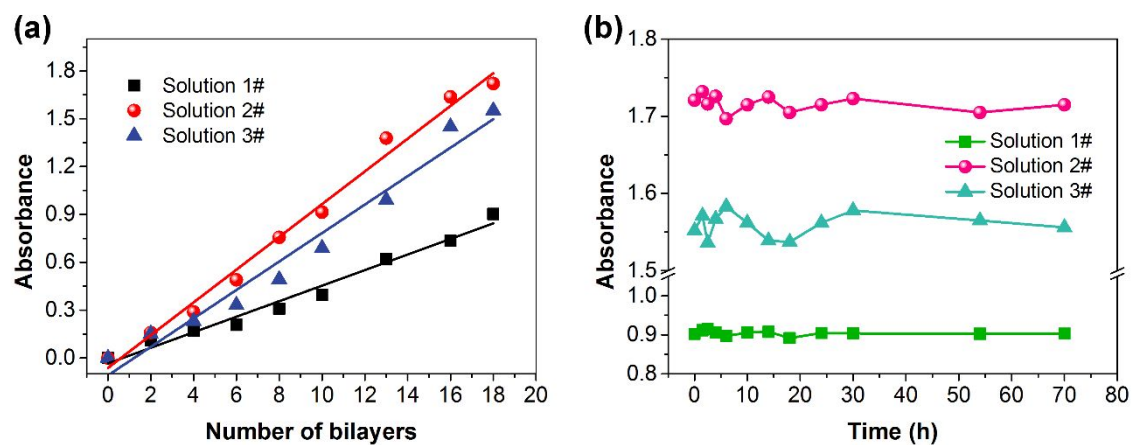 (a)
Absorbance
1.8
1.5
1.2
0.9
0.6
0.3
0.0
Solution 1#
Solution 2#
Solution 3#
0 2 4 6 8 10 12 14 16 18 20
Number of bilayers
(b)
Absorbance
1.8
1.7
1.6
1.5
1.0
0.9
0.8
Solution 1#
Solution 2#
Solution 3#
0 10 20 30 40 50 60 70 80
Time (h)